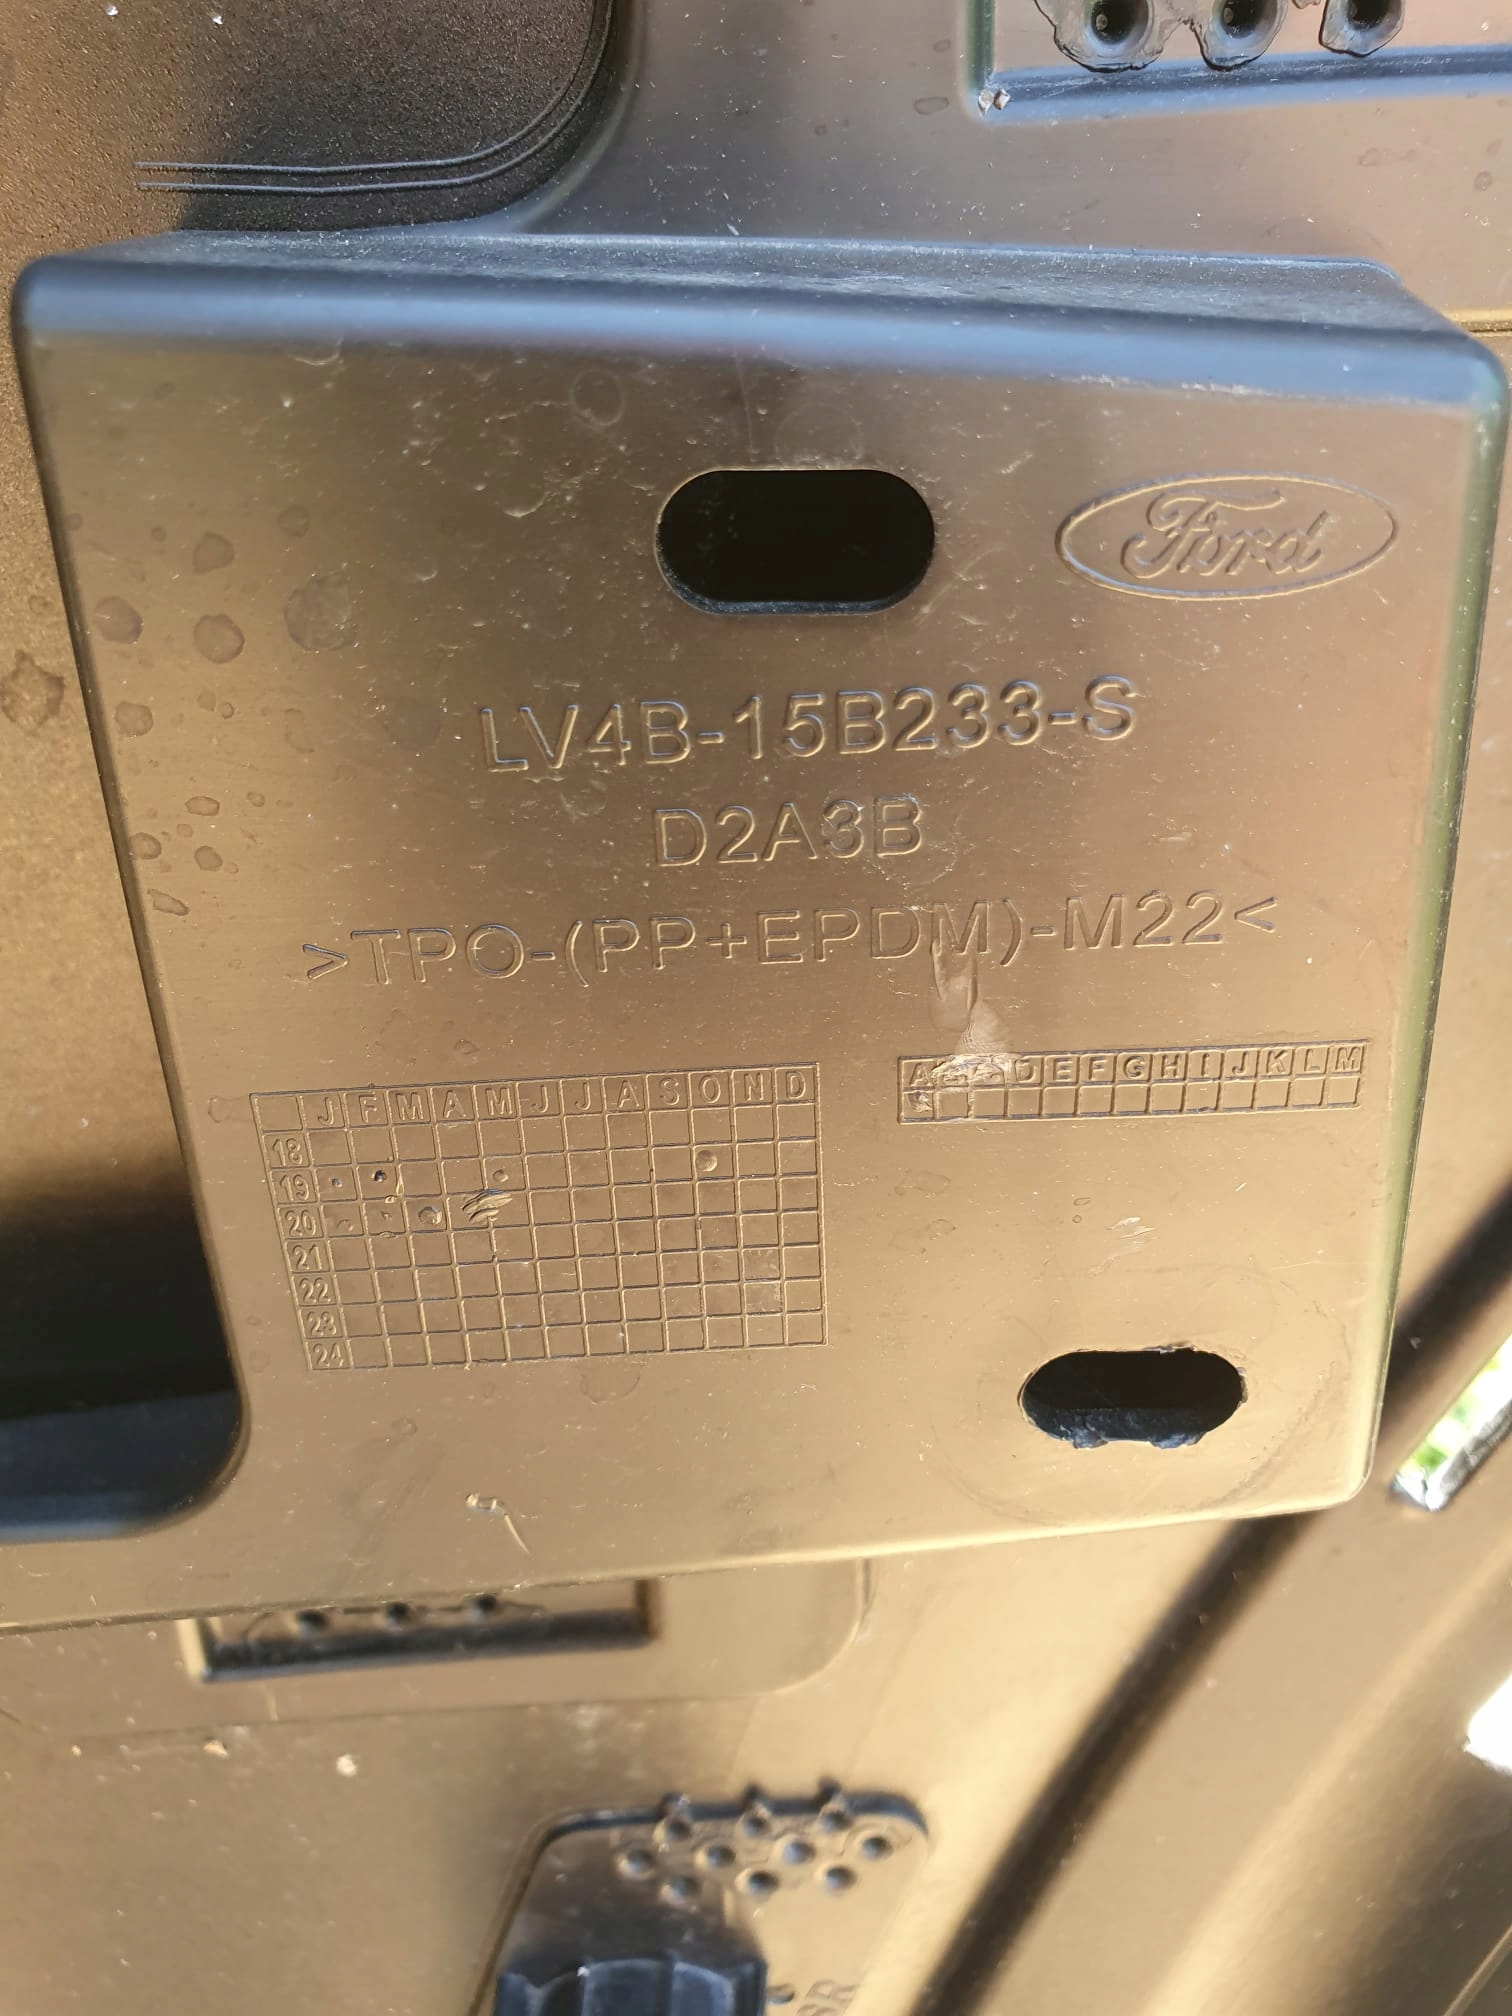 Ford
LV4B-15B233-S
D2A3B
>TPO-(PP+EPDM)-M22<
J F M A M J J A S O N D
18
19
20
21
22
23
24
A D E F G H I J K L M